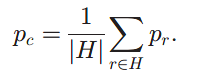 p_c = \frac{1}{|H|} \sum_{r \in H} p_r.